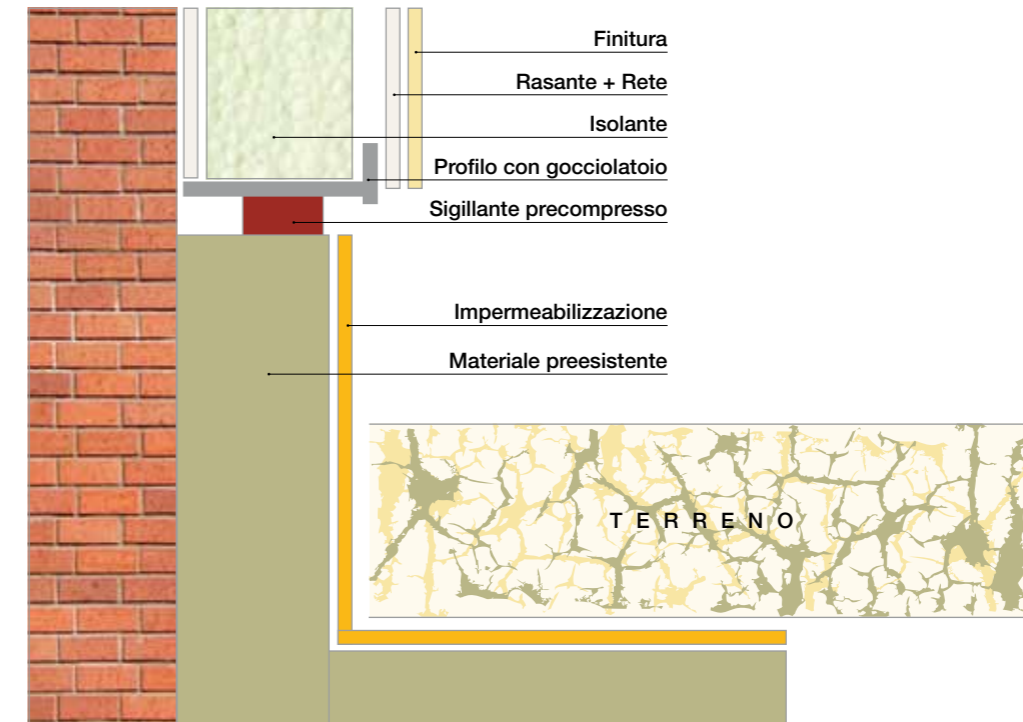 Finitura
Rasante + Rete
Isolante
Profilo con gocciolatoio
Sigillante precompresso
Impermeabilizzazione
Materiale preesistente
TERRENO